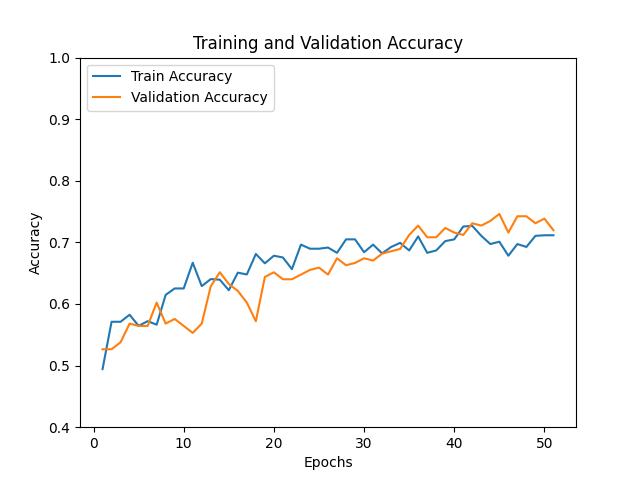 Training and Validation Accuracy
Train Accuracy
Validation Accuracy
1.0
0.9
0.8
0.7
0.6
0.5
0.4
Accuracy
0 10 20 30 40 50
Epochs